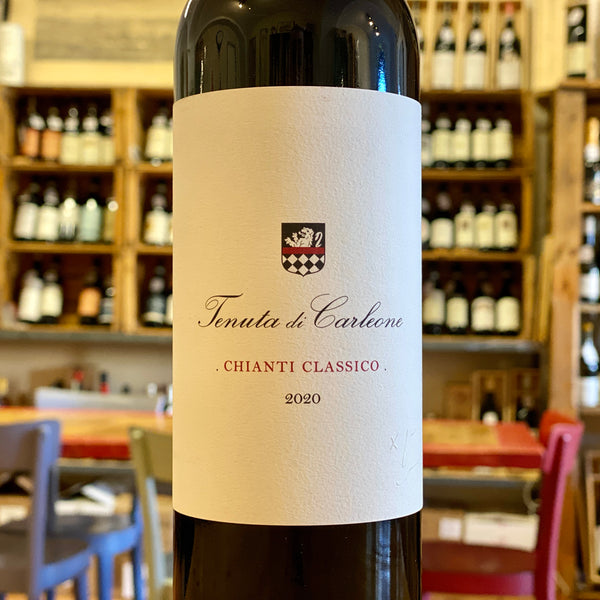 Tenuta di Carleone
. CHIANTI CLASSICO .
2020